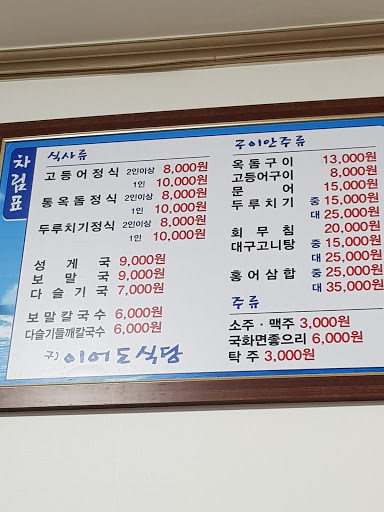 차림표
식사류
고등어정식 2인이상 8,000원
1인 10,000원
통옥돔정식 2인이상 8,000원
1인 10,000원
두루치기정식 2인이상 8,000원
1인 10,000원
성게국 9,000원
보말국 9,000원
다슬기국 7,000원
보말칼국수 6,000원
다슬기들깨칼국수 6,000원
구) 이어도식당
구이안주류
옥돔구이 13,000원
고등어구이 8,000원
문어 15,000원
두루치기 중 15,000원
대 25,000원
회무침 20,000원
대구고니탕 중 15,000원
대 25,000원
홍어삼합 중 25,000원
대 35,000원
주류
소주·맥주 3,000원
국화면좋으리 6,000원
탁주 3,000원